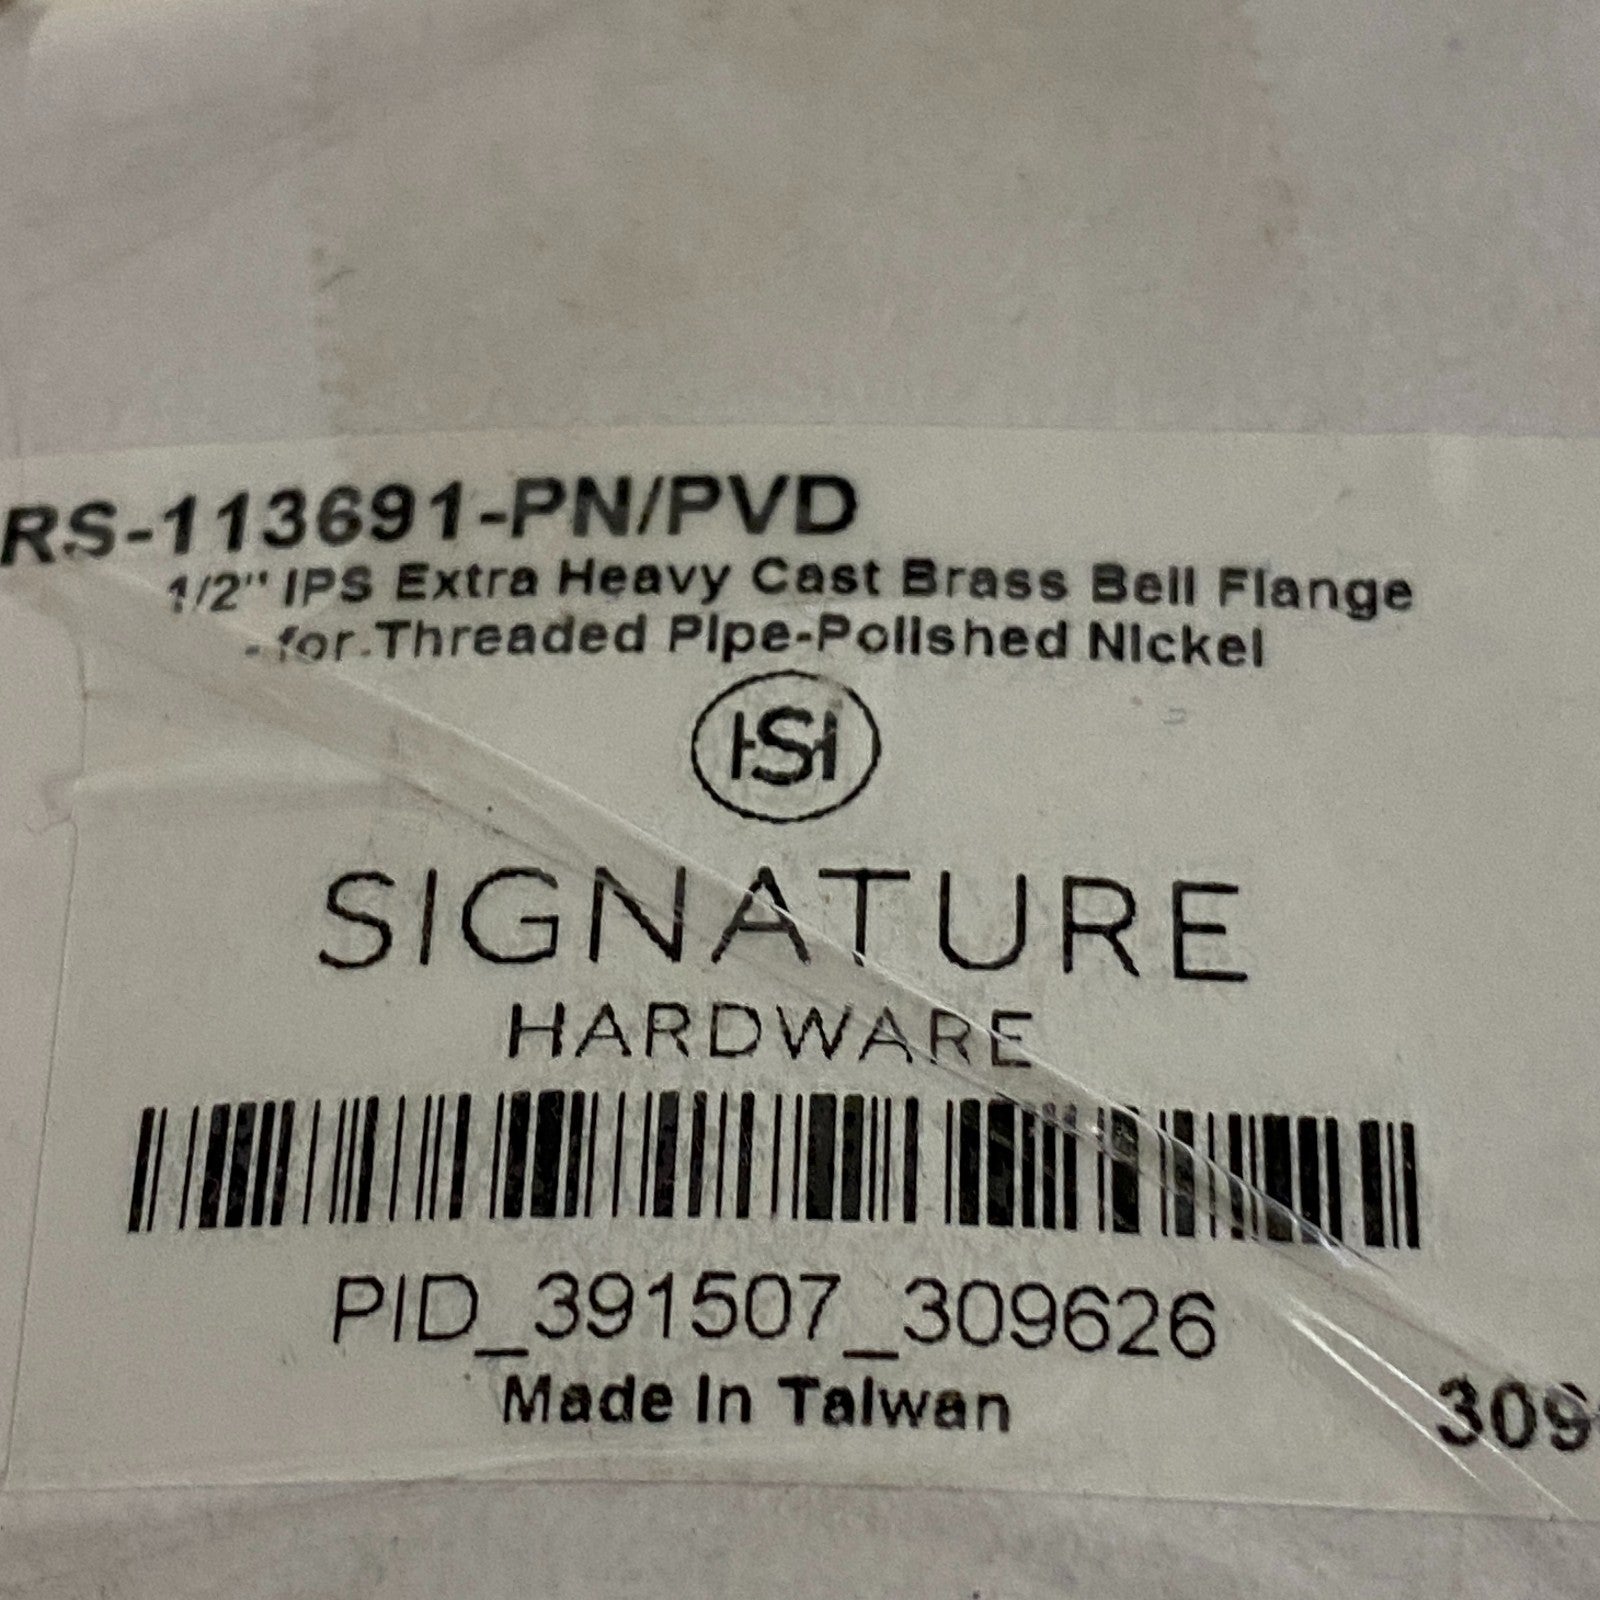 RS-113691-PN/PVD
1/2" IPS Extra Heavy Cast Brass Bell Flange
- for Threaded Pipe-Polished Nickel
HSH
SIGNATURE
HARDWARE
PID_391507_309626
Made In Taiwan
309